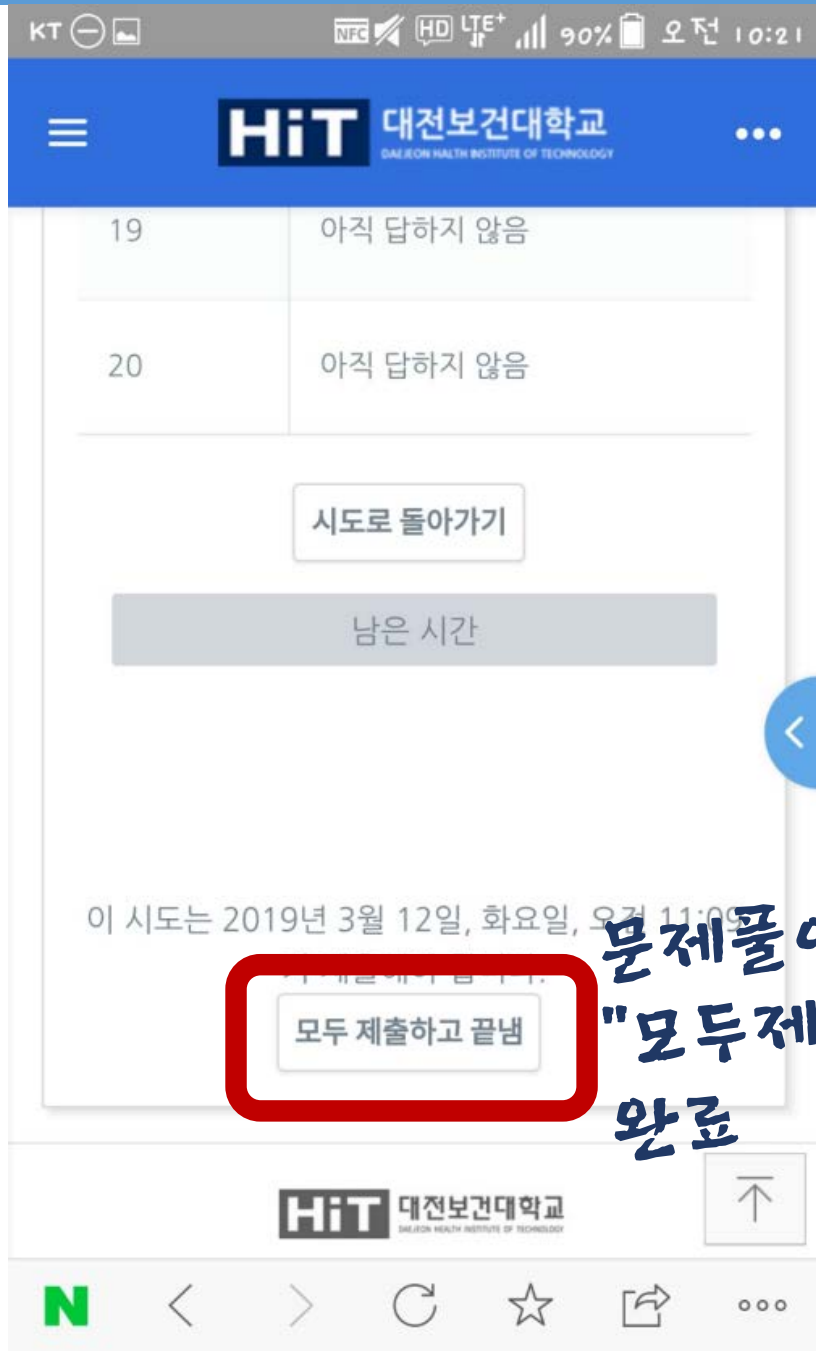 KT NFC HD LTE+ 90% 오전 10:21
HiT 대전보건대학교
DAEJEON HALTH INSTITUTE OF TECHNOLOGY
19 아직 답하지 않음
20 아직 답하지 않음
시도로 돌아가기
남은 시간
이 시도는 2019년 3월 12일, 화요일, 오전 11:09
문제풀
"모두제
모두 제출하고 끝냄
완료
HiT 대전보건대학교
DAEJEON HEALTH INSTITUTE OF TECHNOLOGY
N